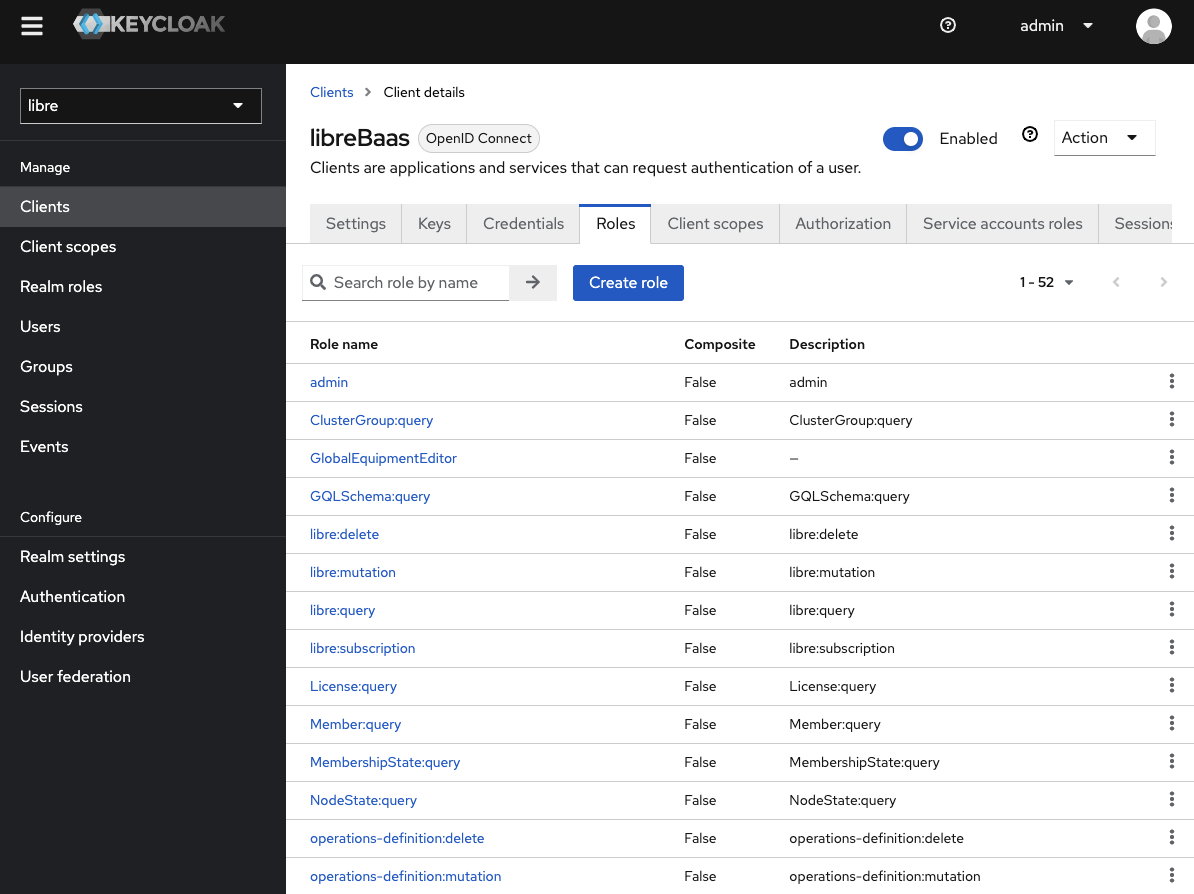 KEYCLOAK
admin
libre
Manage
Clients
Client scopes
Realm roles
Users
Groups
Sessions
Events
Configure
Realm settings
Authentication
Identity providers
User federation
Clients > Client details
libreBaas OpenID Connect
Enabled
Action
Clients are applications and services that can request authentication of a user.
Settings Keys Credentials Roles Client scopes Authorization Service accounts roles Sessions
Search role by name
Create role
1 - 52
Role name Composite Description
admin False admin
ClusterGroup:query False ClusterGroup:query
GlobalEquipmentEditor False —
GQLSchema:query False GQLSchema:query
libre:delete False libre:delete
libre:mutation False libre:mutation
libre:query False libre:query
libre:subscription False libre:subscription
License:query False License:query
Member:query False Member:query
MembershipState:query False MembershipState:query
NodeState:query False NodeState:query
operations-definition:delete False operations-definition:delete
operations-definition:mutation False operations-definition:mutation